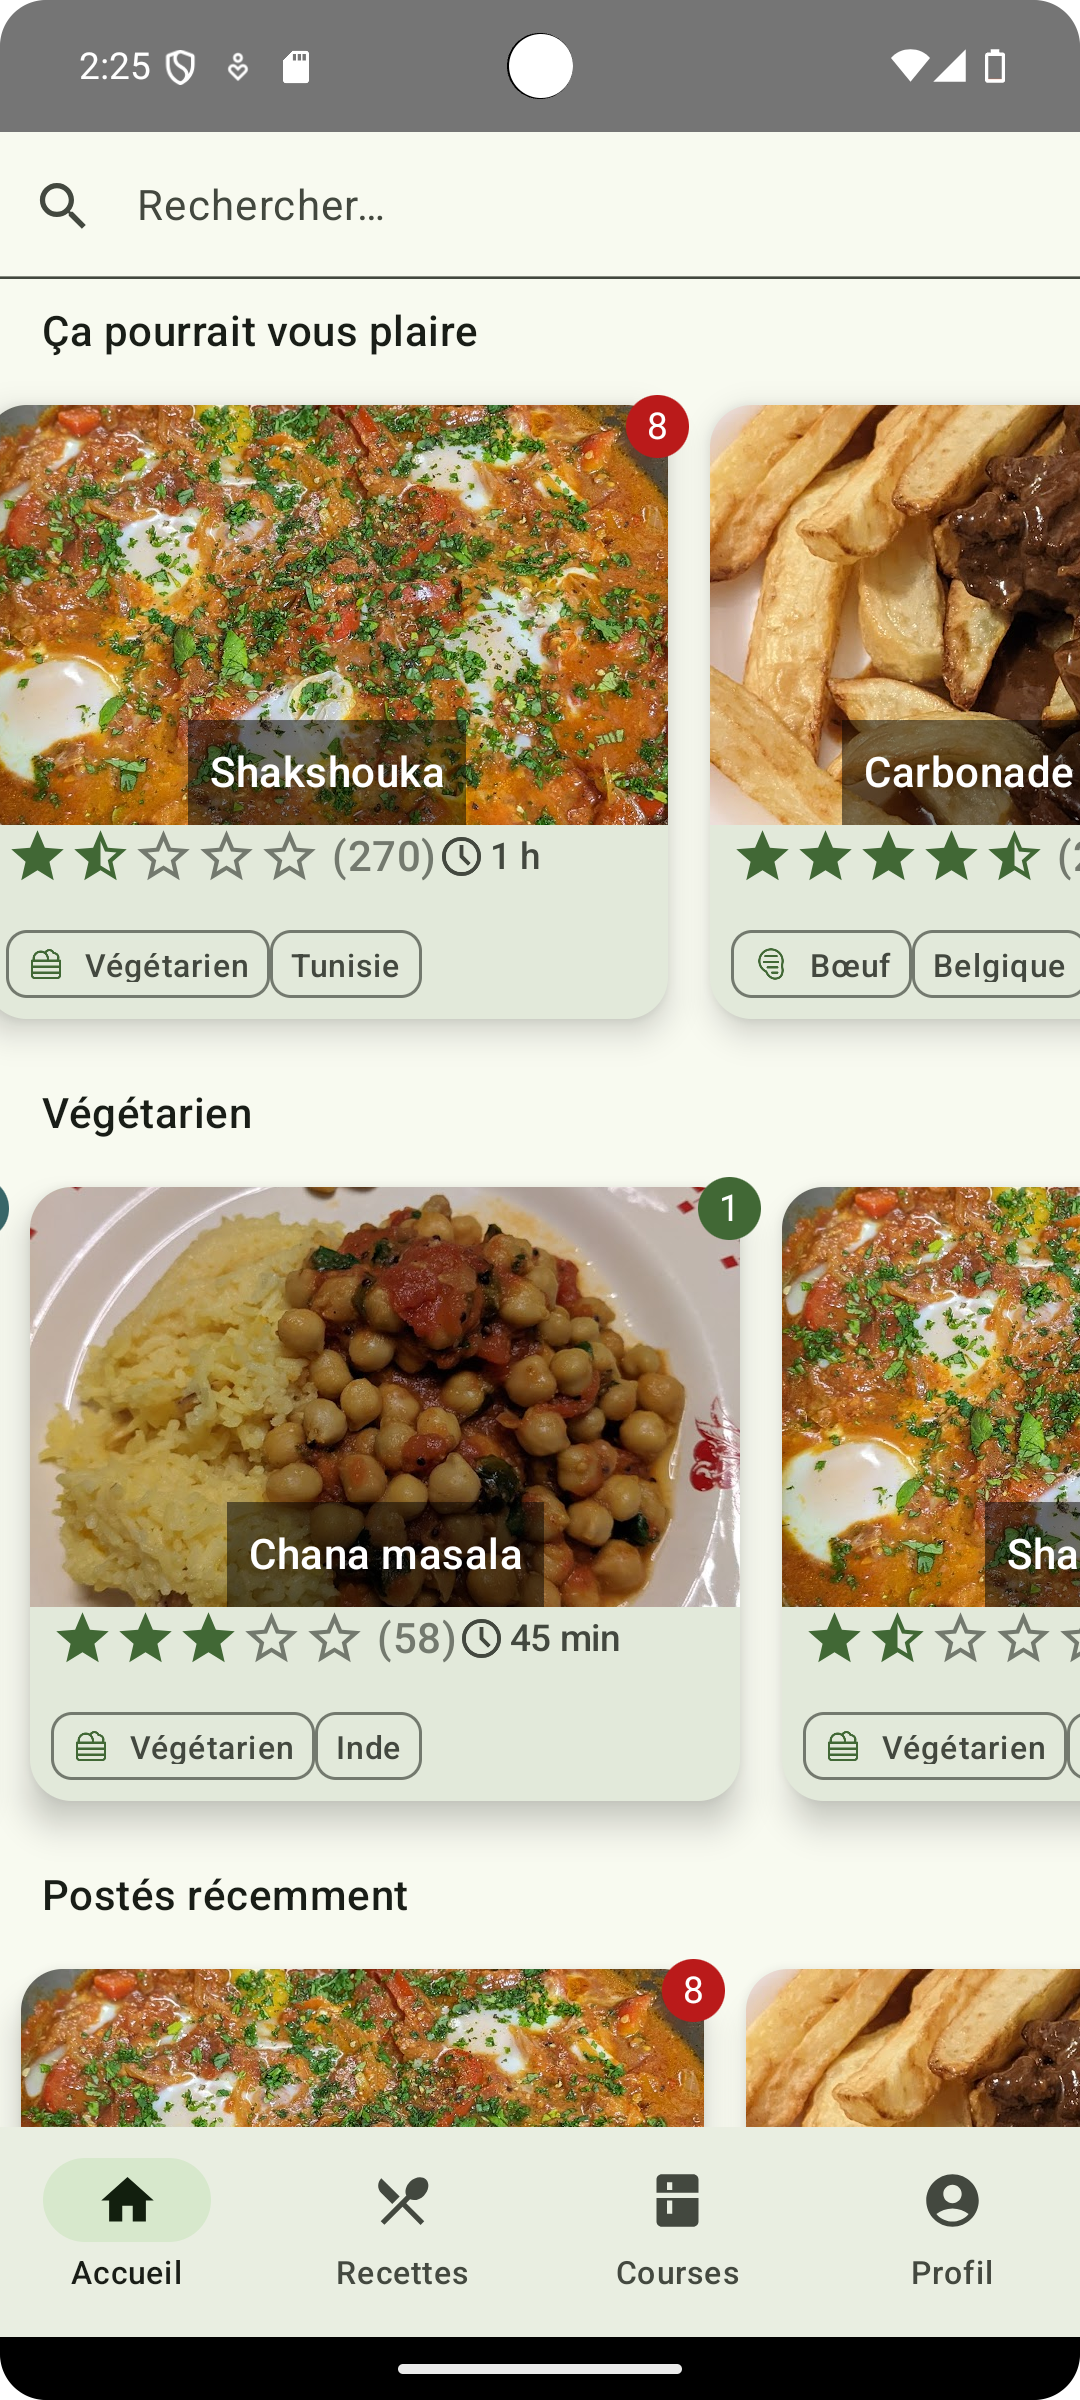 2:25
Rechercher…
Ça pourrait vous plaire
8
Shakshouka
Carbonade
(270) 1 h
Végétarien
Tunisie
Bœuf
Belgique
Végétarien
1
Chana masala
Sha
(58) 45 min
Végétarien
Inde
Végétarien
Postés récemment
8
Accueil
Recettes
Courses
Profil